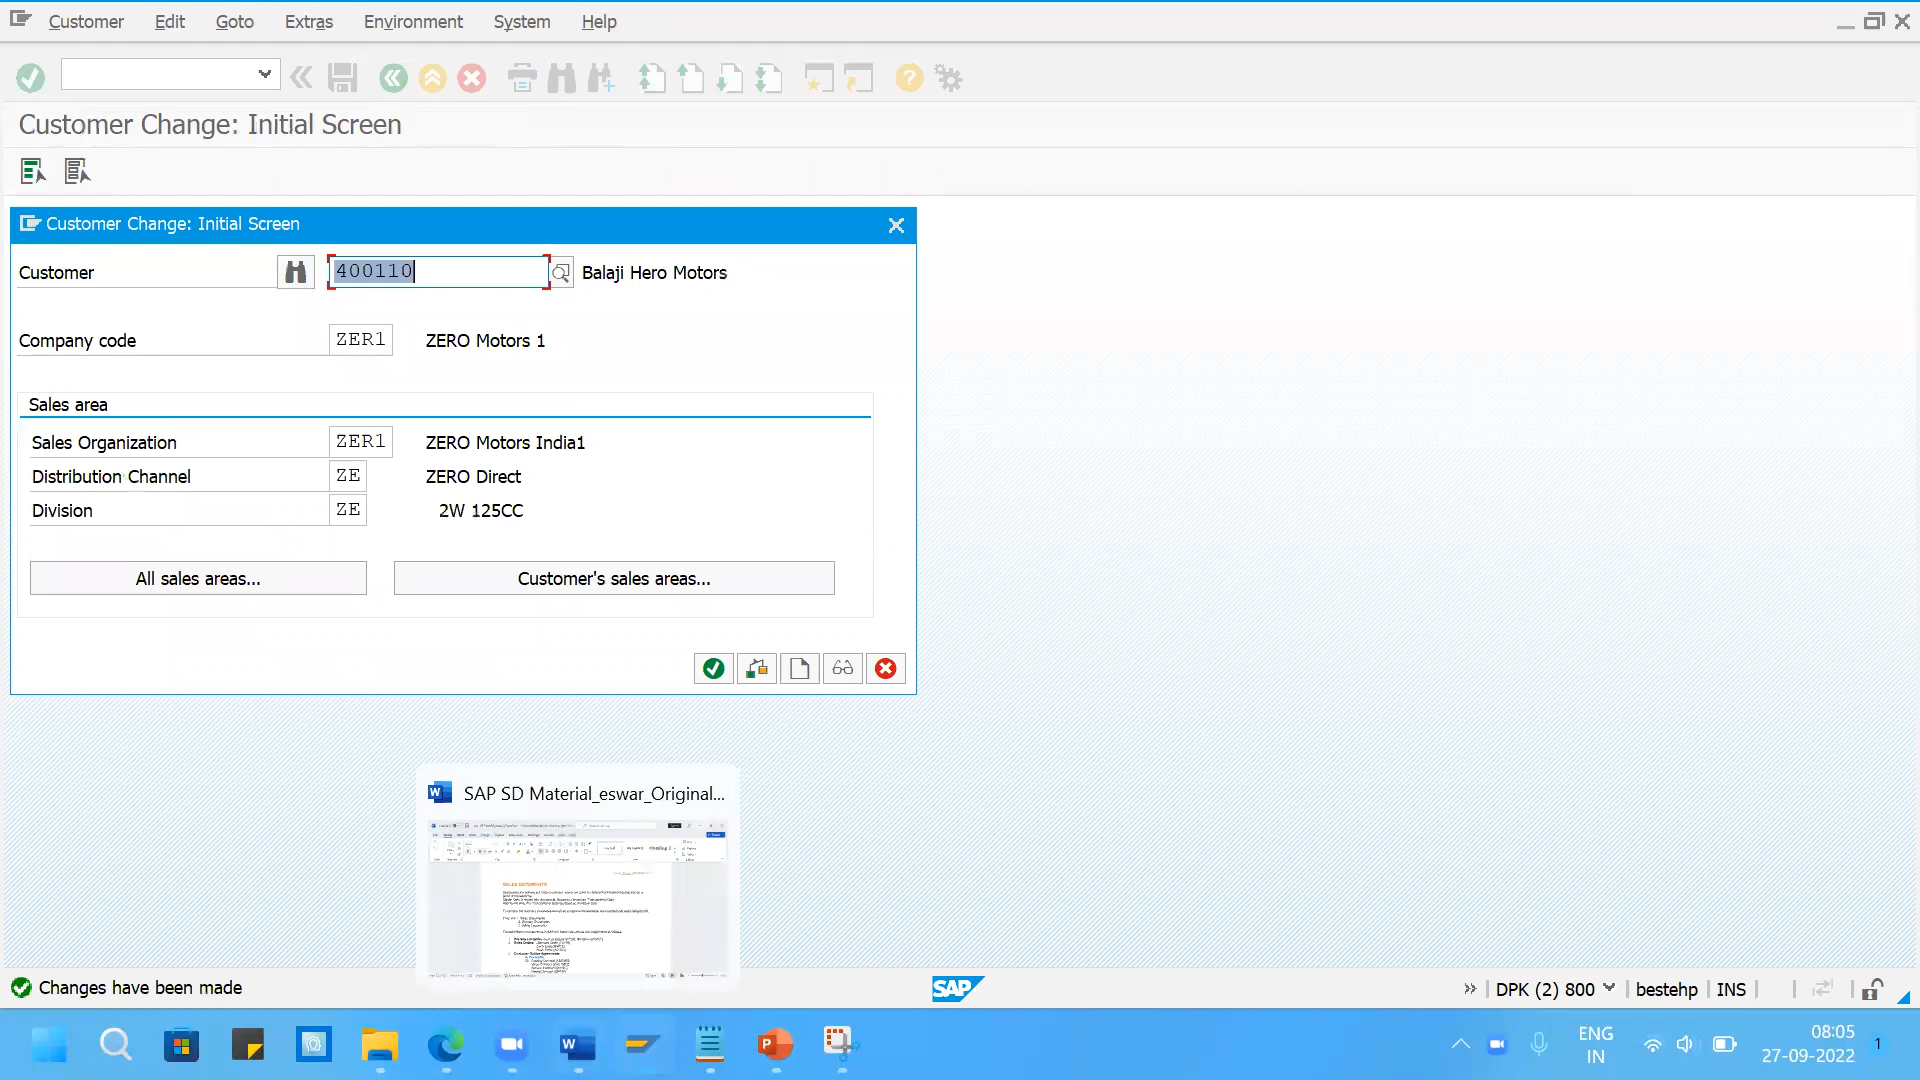 Customer Edit Goto Extras Environment System Help
Customer Change: Initial Screen
Customer Change: Initial Screen
Customer 400110 Balaji Hero Motors
Company code ZER1 ZERO Motors 1
Sales area
Sales Organization ZER1 ZERO Motors India1
Distribution Channel ZE ZERO Direct
Division ZE 2W 125CC
All sales areas... Customer's sales areas...
SAP SD Material_eswar_Original...
SALES DOCUMENTS
Changes have been made SAP DPK (2) 800 bestehp INS
ENG
IN
08:05
27-09-2022
1